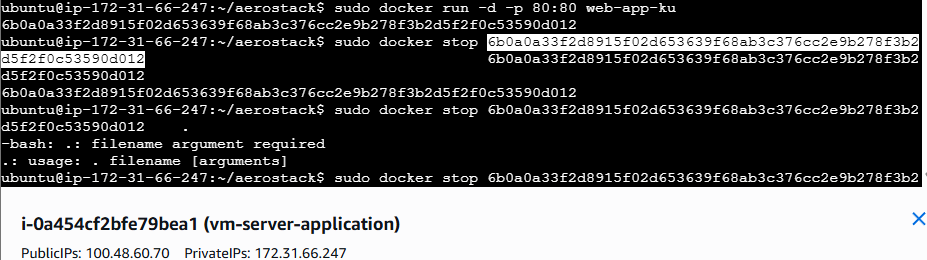 ubuntu@ip-172-31-66-247:~/aerostack$ sudo docker run -d -p 80:80 web-app-ku
6b0a0a33f2d8915f02d653639f68ab3c376cc2e9b278f3b2d5f2f0c53590d012
ubuntu@ip-172-31-66-247:~/aerostack$ sudo docker stop 6b0a0a33f2d8915f02d653639f68ab3c376cc2e9b278f3b2
d5f2f0c53590d012 6b0a0a33f2d8915f02d653639f68ab3c376cc2e9b278f3b2
d5f2f0c53590d012
6b0a0a33f2d8915f02d653639f68ab3c376cc2e9b278f3b2d5f2f0c53590d012
ubuntu@ip-172-31-66-247:~/aerostack$ sudo docker stop 6b0a0a33f2d8915f02d653639f68ab3c376cc2e9b278f3b2
d5f2f0c53590d012 .
-bash: .: filename argument required
.: usage: . filename [arguments]
ubuntu@ip-172-31-66-247:~/aerostack$ sudo docker stop 6b0a0a33f2d8915f02d653639f68ab3c376cc2e9b278f3b2
i-0a454cf2bfe79bea1 (vm-server-application)
PublicIPs: 100.48.60.70 PrivateIPs: 172.31.66.247